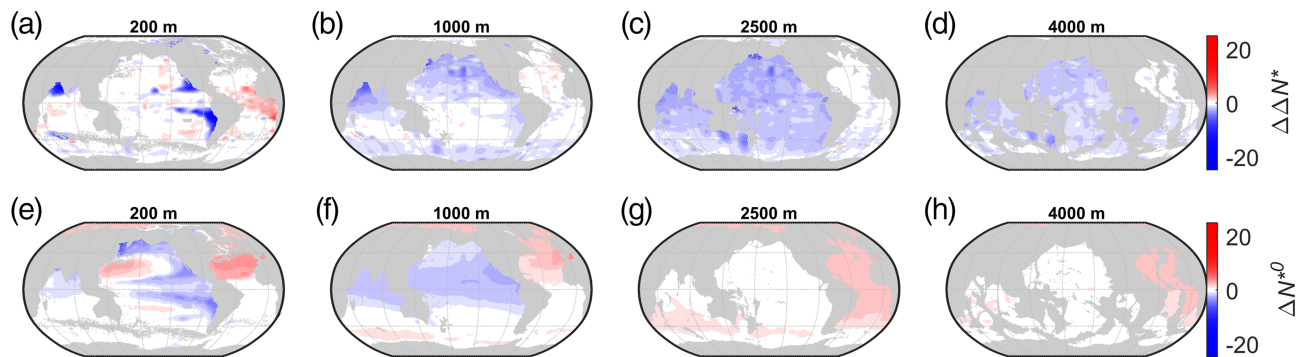 (a) 200 m
(b) 1000 m
(c) 2500 m
(d) 4000 m
20
0
-20
ΔΔN*
(e) 200 m
(f) 1000 m
(g) 2500 m
(h) 4000 m
20
0
-20
ΔN*⁰